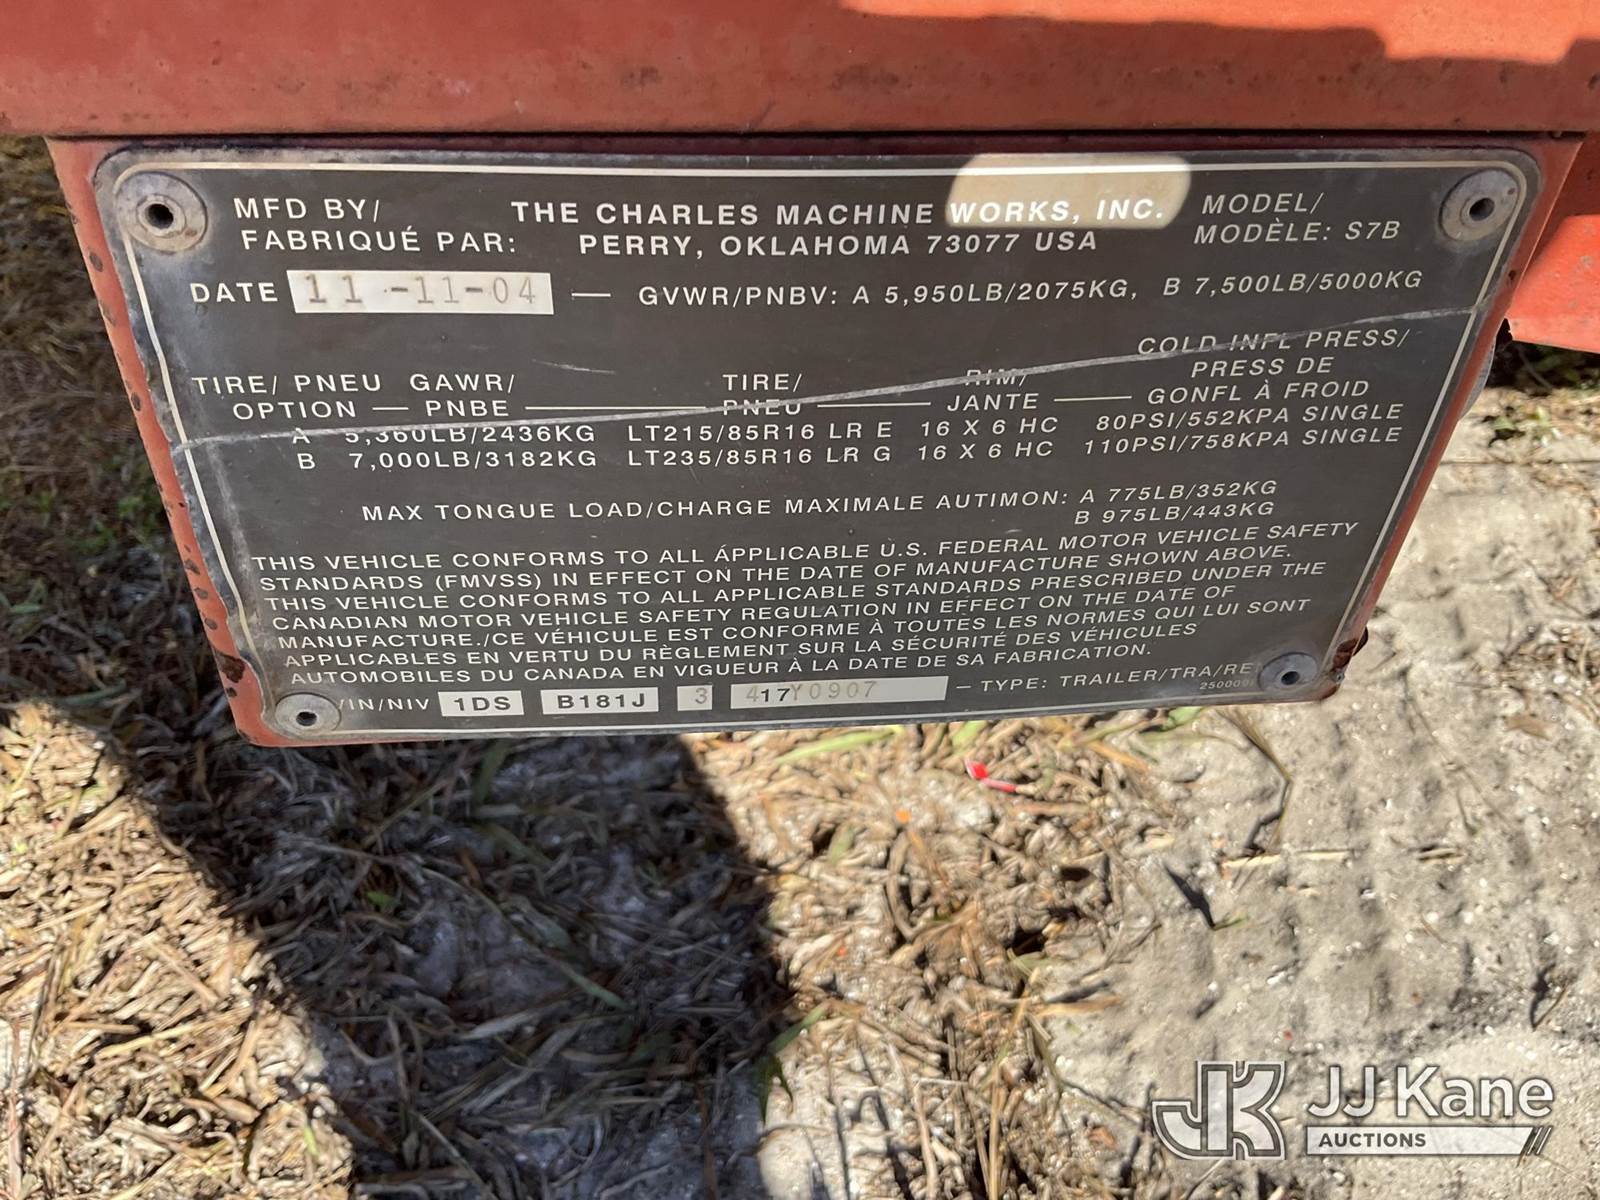 MFD BY/ THE CHARLES MACHINE WORKS, INC. MODEL/
FABRIQUÉ PAR: PERRY, OKLAHOMA 73077 USA MODÈLE: S7B
DATE 11-11-04 — GVWR/PNBV: A 5,950LB/2075KG, B 7,500LB/5000KG
COLD INFL PRESS/
TIRE/ PNEU GAWR/ TIRE/ RIM/ PRESS DE
OPTION — PNBE — PNEU — JANTE — GONFL À FROID
A 5,360LB/2436KG LT215/85R16 LR E 16 X 6 HC 80PSI/552KPA SINGLE
B 7,000LB/3182KG LT235/85R16 LR G 16 X 6 HC 110PSI/758KPA SINGLE
MAX TONGUE LOAD/CHARGE MAXIMALE AUTIMON: A 775LB/352KG
B 975LB/443KG
THIS VEHICLE CONFORMS TO ALL APPLICABLE U.S. FEDERAL MOTOR VEHICLE SAFETY
STANDARDS (FMVSS) IN EFFECT ON THE DATE OF MANUFACTURE SHOWN ABOVE.
THIS VEHICLE CONFORMS TO ALL APPLICABLE STANDARDS PRESCRIBED UNDER THE
CANADIAN MOTOR VEHICLE SAFETY REGULATION IN EFFECT ON THE DATE OF
MANUFACTURE./CE VÉHICULE EST CONFORME À TOUTES LES NORMES QUI LUI SONT
APPLICABLES EN VERTU DU RÈGLEMENT SUR LA SÉCURITÉ DES VÉHICULES
AUTOMOBILES DU CANADA EN VIGUEUR À LA DATE DE SA FABRICATION.
/IN/NIV 1DS B181J 3 417Y0907 — TYPE: TRAILER/TRA/RE
JK JJ Kane
AUCTIONS